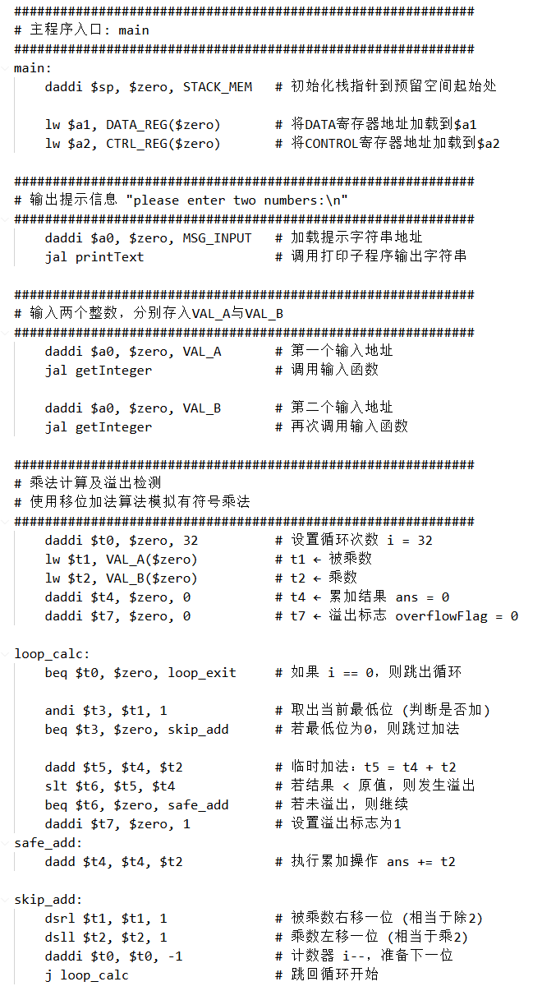 ############################################################
# 主程序入口: main
############################################################
main:
    daddi $sp, $zero, STACK_MEM   # 初始化栈指针到预留空间起始处

    lw $a1, DATA_REG($zero)       # 将DATA寄存器地址加载到$a1
    lw $a2, CTRL_REG($zero)       # 将CONTROL寄存器地址加载到$a2

############################################################
# 输出提示信息 "please enter two numbers:\n"
############################################################
    daddi $a0, $zero, MSG_INPUT   # 加载提示字符串地址
    jal printText                 # 调用打印子程序输出字符串

############################################################
# 输入两个整数，分别存入VAL_A与VAL_B
############################################################
    daddi $a0, $zero, VAL_A       # 第一个输入地址
    jal getInteger                # 调用输入函数

    daddi $a0, $zero, VAL_B       # 第二个输入地址
    jal getInteger                # 再次调用输入函数

############################################################
# 乘法计算及溢出检测
# 使用移位加法算法模拟有符号乘法
############################################################
    daddi $t0, $zero, 32          # 设置循环次数 i = 32
    lw $t1, VAL_A($zero)          # t1 ← 被乘数
    lw $t2, VAL_B($zero)          # t2 ← 乘数
    daddi $t4, $zero, 0           # t4 ← 累加结果 ans = 0
    daddi $t7, $zero, 0           # t7 ← 溢出标志 overflowFlag = 0

loop_calc:
    beq $t0, $zero, loop_exit     # 如果 i == 0，则跳出循环

    andi $t3, $t1, 1              # 取出当前最低位 (判断是否加)
    beq $t3, $zero, skip_add      # 若最低位为0，则跳过加法

    dadd $t5, $t4, $t2            # 临时加法：t5 = t4 + t2
    slt $t6, $t5, $t4             # 若结果 < 原值，则发生溢出
    beq $t6, $zero, safe_add      # 若未溢出，则继续
    daddi $t7, $zero, 1           # 设置溢出标志为1
safe_add:
    dadd $t4, $t4, $t2            # 执行累加操作 ans += t2

skip_add:
    dsrl $t1, $t1, 1              # 被乘数右移一位 (相当于除2)
    dsll $t2, $t2, 1              # 乘数左移一位 (相当于乘2)
    daddi $t0, $t0, -1            # 计数器 i--，准备下一位
    j loop_calc                   # 跳回循环开始